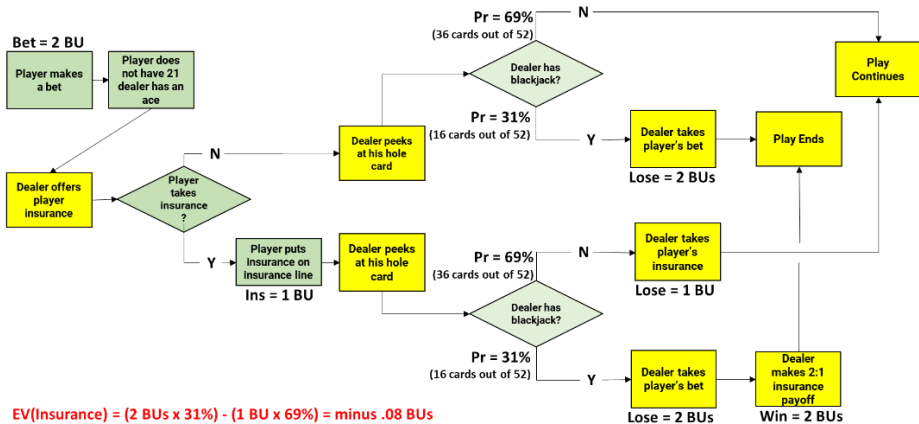 Bet = 2 BU
Player makes
a bet
Player does
not have 21
dealer has an
ace
Dealer offers
player
insurance
Player
takes
insurance
?
N
Dealer peeks
at his hole
card
Pr = 69%
(36 cards out of 52)
N
Dealer has
blackjack?
Pr = 31%
(16 cards out of 52)
Y
Dealer takes
player's bet
Lose = 2 BUs
Play Ends
Play
Continues
Y
Player puts
insurance on
insurance line
Ins = 1 BU
Dealer peeks
at his hole
card
Pr = 69%
(36 cards out of 52)
N
Dealer takes
player's
insurance
Lose = 1 BU
Dealer has
blackjack?
Pr = 31%
(16 cards out of 52)
Y
Dealer takes
player's bet
Lose = 2 BUs
Dealer
makes 2:1
insurance
payoff
Win = 2 BUs
EV(Insurance) = (2 BUs x 31%) - (1 BU x 69%) = minus .08 BUs